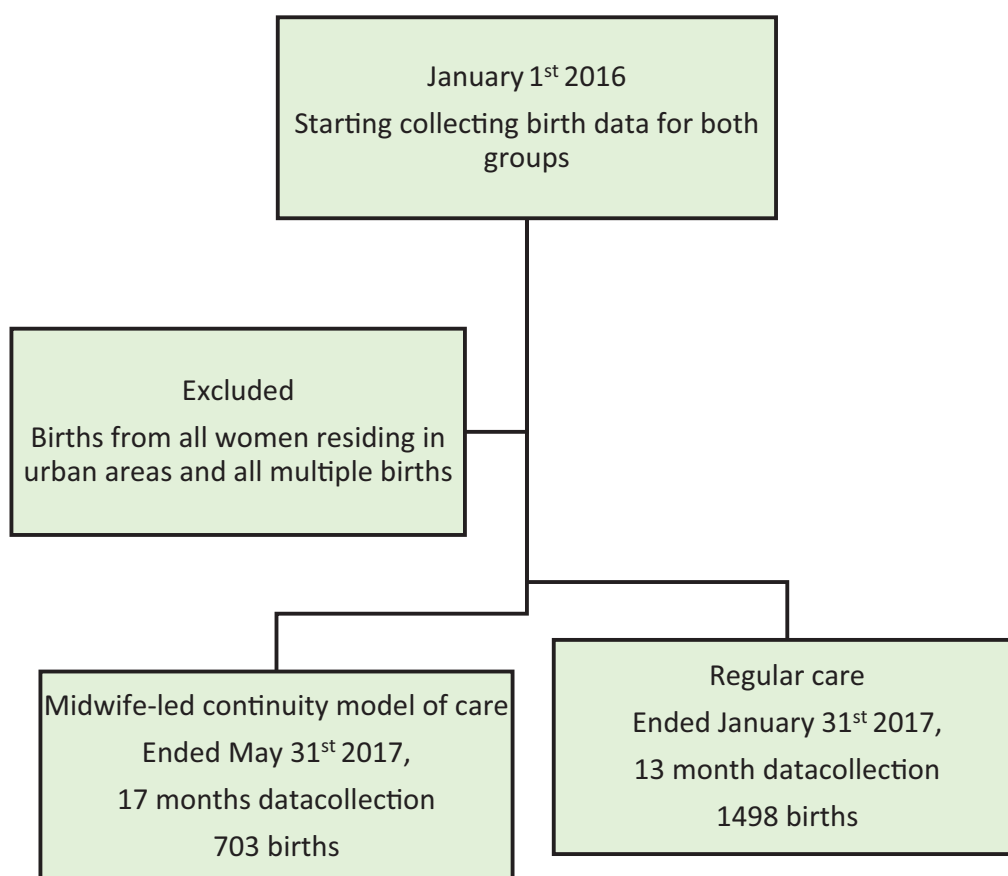 January 1st 2016
Starting collecting birth data for both
groups
Excluded
Births from all women residing in
urban areas and all multiple births
Midwife-led continuity model of care
Ended May 31st 2017,
17 months datacollection
703 births
Regular care
Ended January 31st 2017,
13 month datacollection
1498 births